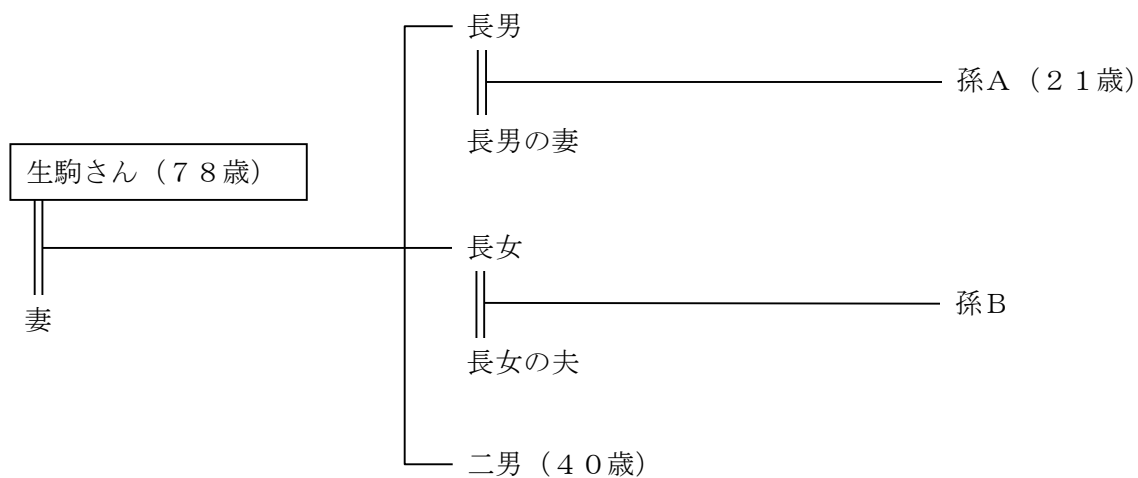 長男
孫A（21歳）
長男の妻
生駒さん（78歳）
長女
孫B
妻
長女の夫
二男（40歳）